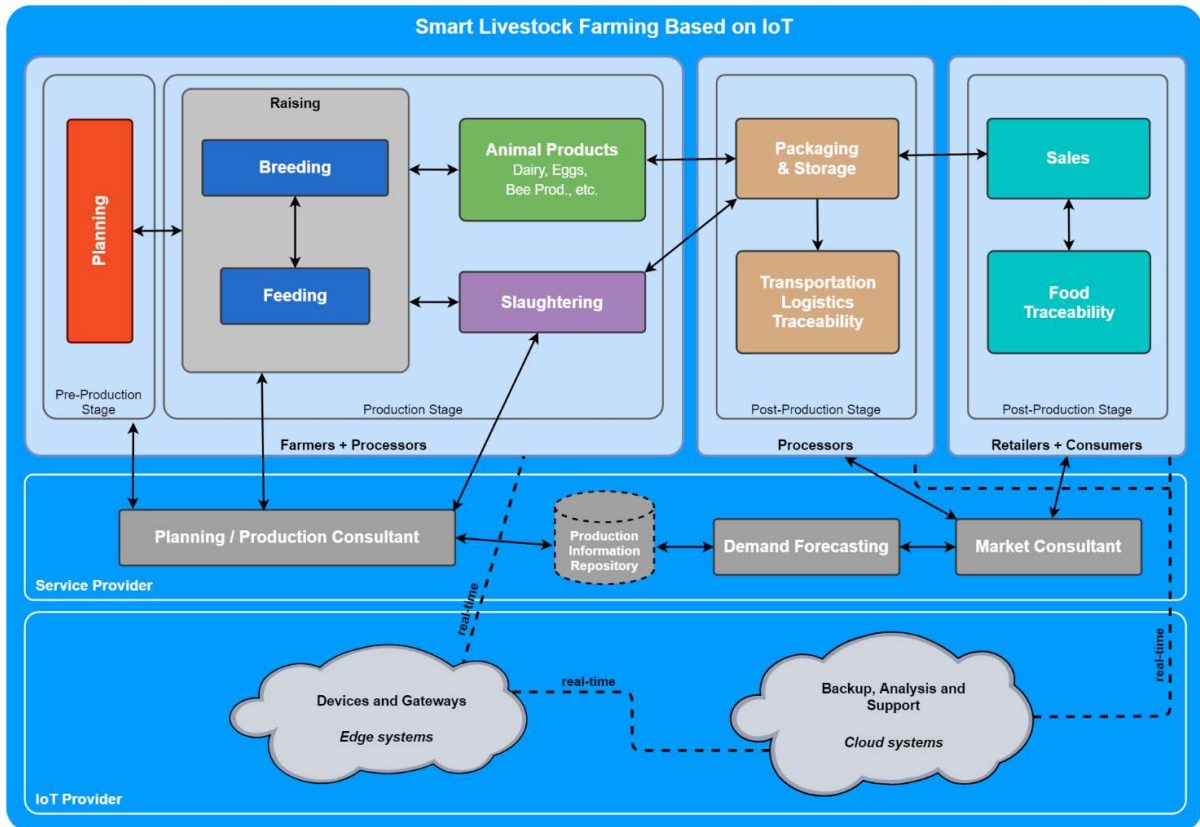 Smart Livestock Farming Based on IoT
Planning
Pre-Production
Stage
Raising
Breeding
Feeding
Animal Products
Dairy, Eggs,
Bee Prod., etc.
Slaughtering
Production Stage
Farmers + Processors
Packaging
& Storage
Transportation
Logistics
Traceability
Post-Production Stage
Processors
Sales
Food
Traceability
Post-Production Stage
Retailers + Consumers
Planning / Production Consultant
Production
Information
Repository
Demand Forecasting
Market Consultant
Service Provider
real-time
Devices and Gateways
Edge systems
real-time
Backup, Analysis and
Support
Cloud systems
real-time
IoT Provider